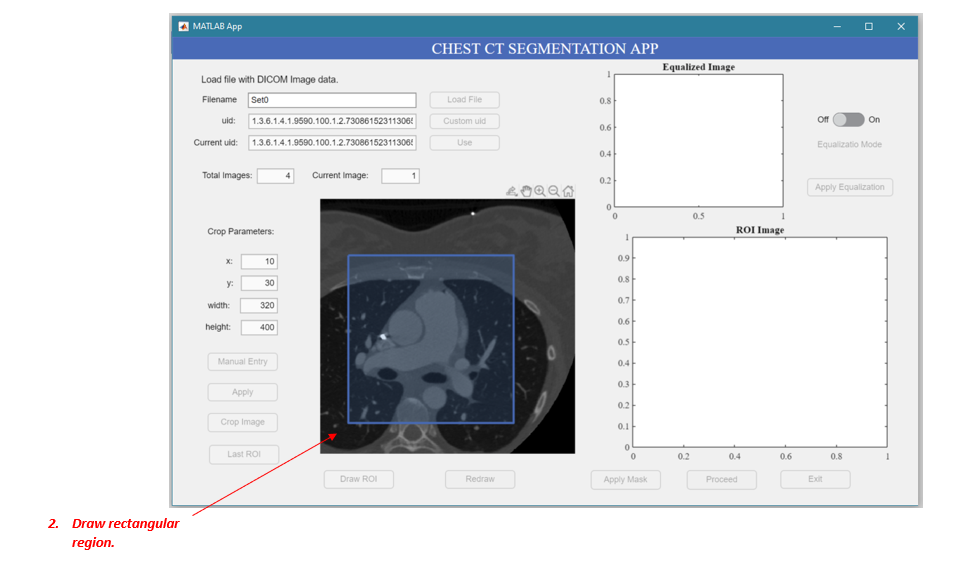 MATLAB App
CHEST CT SEGMENTATION APP
Load file with DICOM Image data.
Filename Set0 Load File
uid: 1.3.6.1.4.1.9590.100.1.2.730861523113065 Custom uid
Current uid: 1.3.6.1.4.1.9590.100.1.2.730861523113065 Use
Total Images: 4 Current Image: 1
Crop Parameters:
x: 10
y: 30
width: 320
height: 400
Manual Entry
Apply
Crop Image
Last ROI
Draw ROI Redraw
Equalized Image
1
0.8
0.6
0.4
0.2
0
0 0.5 1
Off On
Equalizatio Mode
Apply Equalization
ROI Image
1
0.9
0.8
0.7
0.6
0.5
0.4
0.3
0.2
0.1
0
0 0.2 0.4 0.6 0.8 1
Apply Mask Proceed Exit
2. Draw rectangular
region.